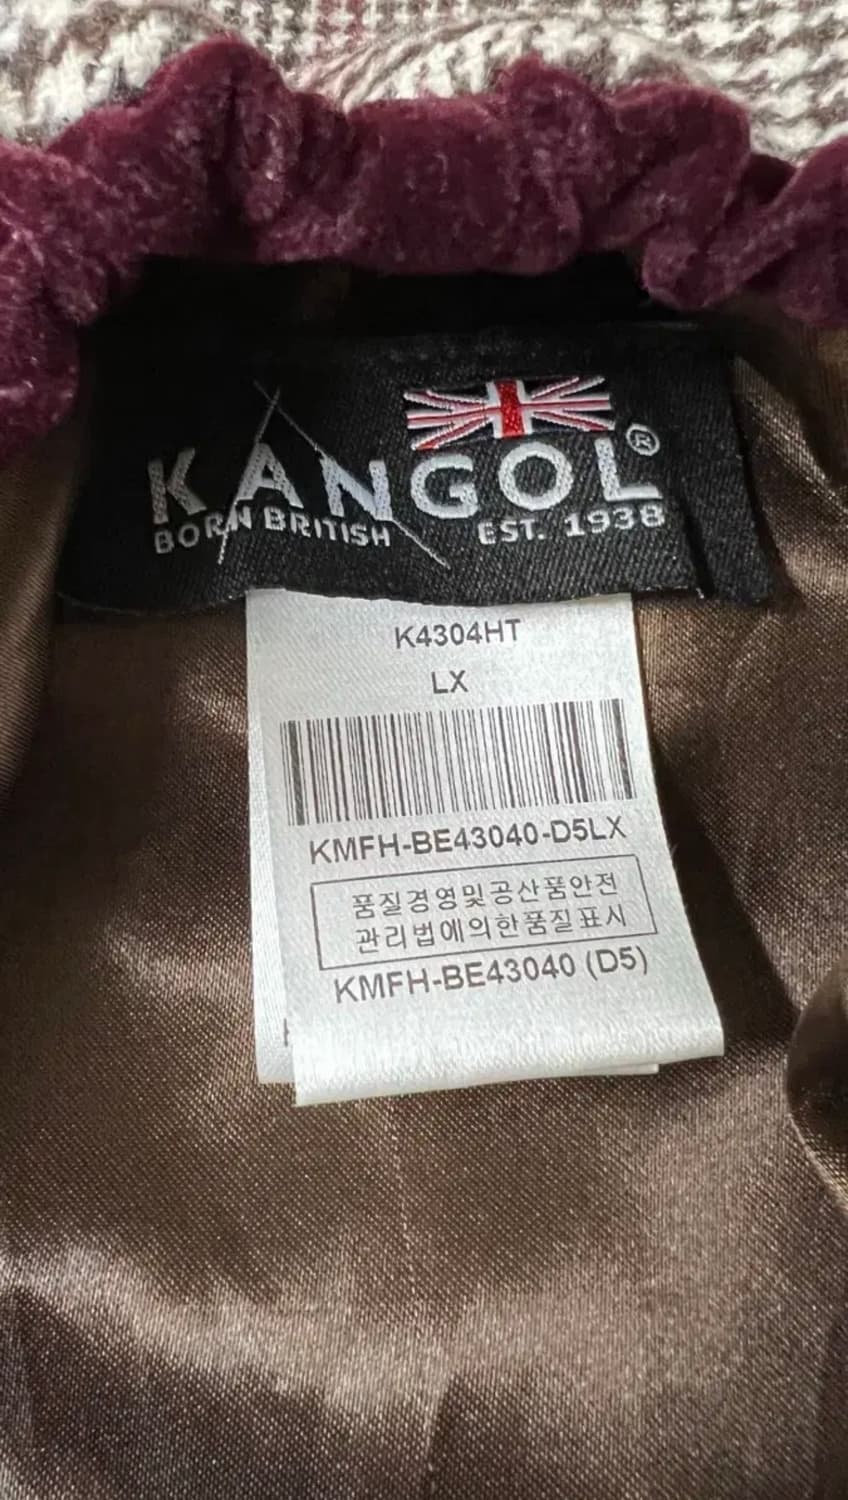 KANGOL®
BORN BRITISH EST. 1938
K4304HT
LX
KMFH-BE43040-D5LX
품질경영및공산품안전
관리법에의한품질표시
KMFH-BE43040 (D5)